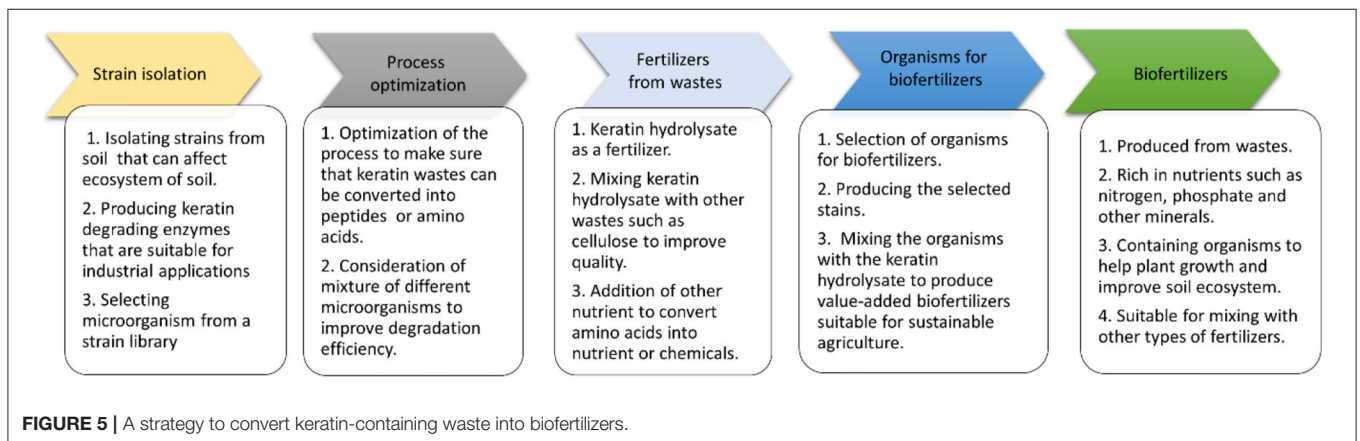 Strain isolation
1. Isolating strains from
soil that can affect
ecosystem of soil.
2. Producing keratin
degrading enzymes
that are suitable for
industrial applications
3. Selecting
microorganism from a
strain library
Process
optimization
1. Optimization of the
process to make sure
that keratin wastes can
be converted into
peptides or amino
acids.
2. Consideration of
mixture of different
microorganisms to
improve degradation
efficiency.
Fertilizers
from wastes
1. Keratin hydrolysate
as a fertilizer.
2. Mixing keratin
hydrolysate with other
wastes such as
cellulose to improve
quality.
3. Addition of other
nutrient to convert
amino acids into
nutrient or chemicals.
Organisms for
biofertilizers
1. Selection of organisms
for biofertilizers.
2. Producing the selected
stains.
3. Mixing the organisms
with the keratin
hydrolysate to produce
value-added biofertilizers
suitable for sustainable
agriculture.
Biofertilizers
1. Produced from wastes.
2. Rich in nutrients such as
nitrogen, phosphate and
other minerals.
3. Containing organisms to
help plant growth and
improve soil ecosystem.
4. Suitable for mixing with
other types of fertilizers.
FIGURE 5 | A strategy to convert keratin-containing waste into biofertilizers.